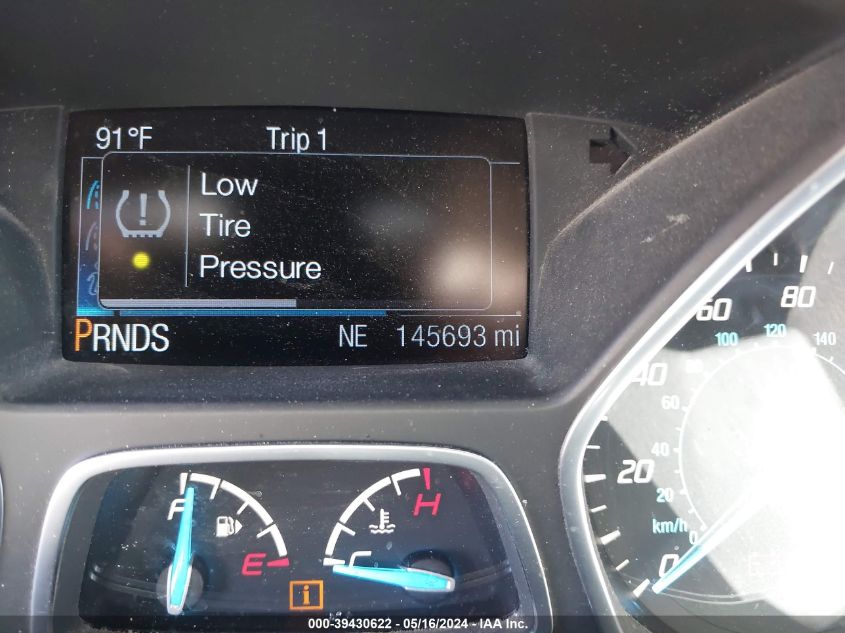 91°F Trip 1
Low
Tire
Pressure
PRNDS NE 145693 mi
80
60
100 120 140
40
60
40
20
20
km/h
0
0
F
E
H
C
i
000-39430622 - 05/16/2024 - IAA Inc.